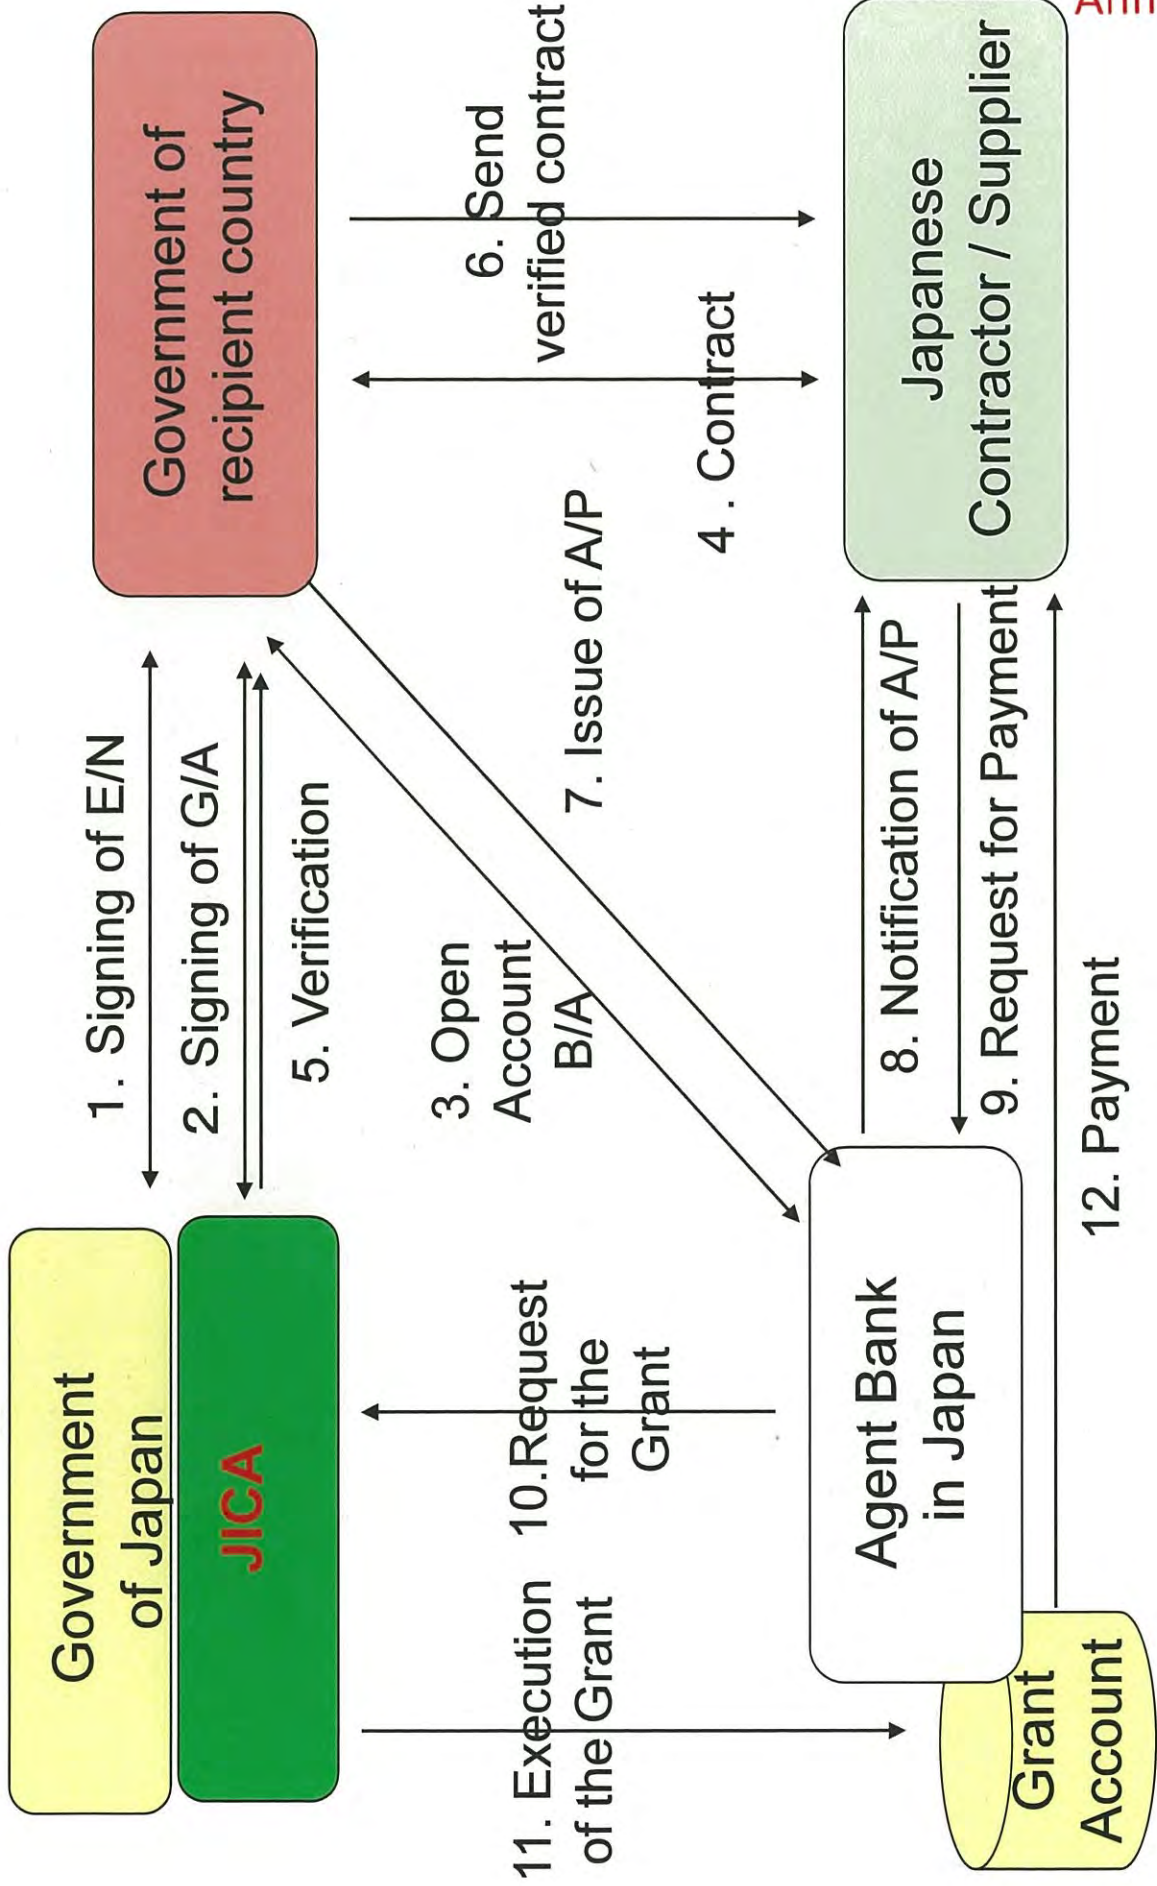 Government
of Japan
JICA
1. Signing of E/N
2. Signing of G/A
5. Verification
Government of
recipient country
11. Execution
of the Grant
10.Request
for the
Grant
3. Open
Account
B/A
7. Issue of A/P
4 . Contract
6. Send
verified contract
Agent Bank
in Japan
Grant
Account
8. Notification of A/P
9. Request for Payment
12. Payment
Japanese
Contractor / Supplier